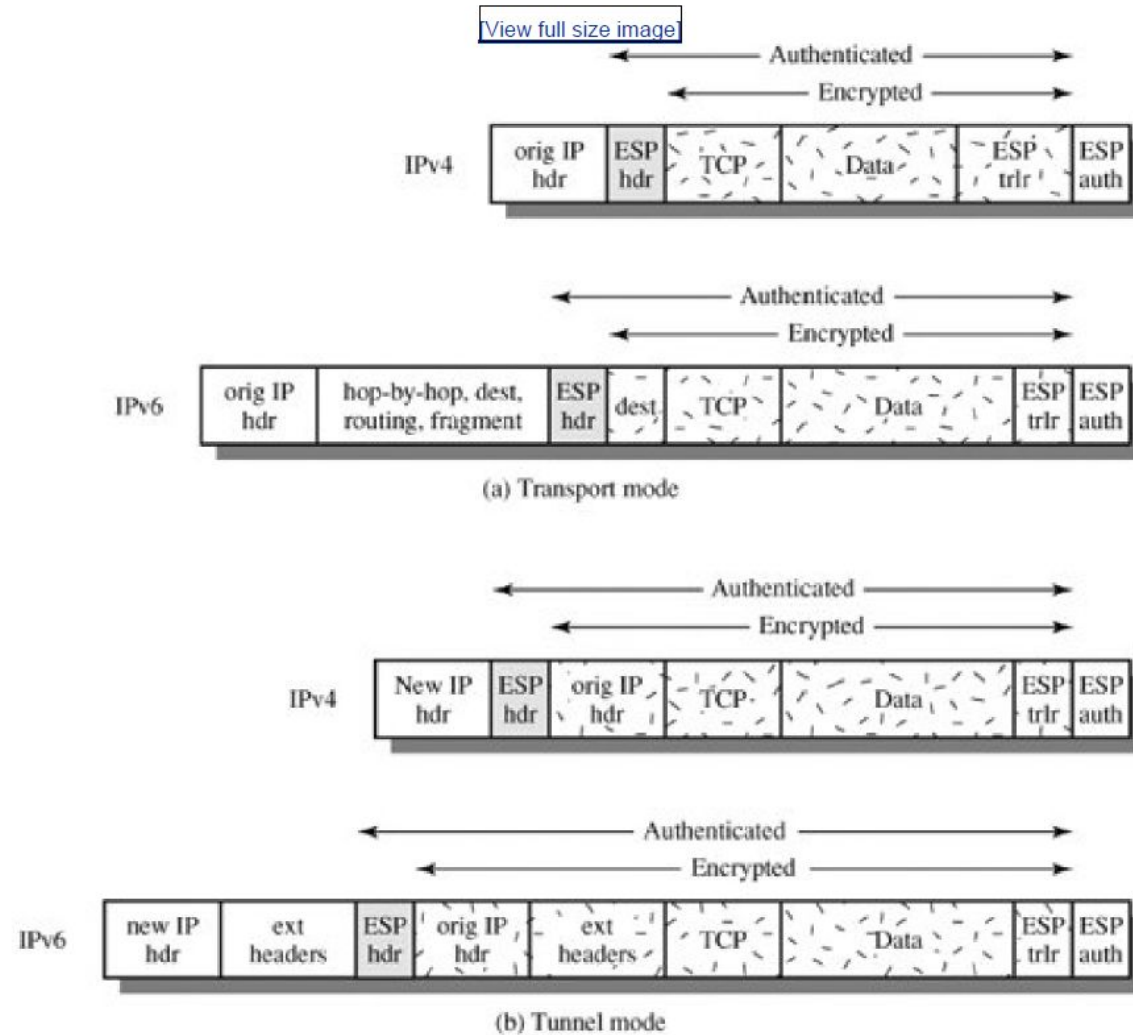 [View full size image]
Authenticated
Encrypted
IPv4
orig IP hdr
ESP hdr
TCP
Data
ESP trlr
ESP auth
Authenticated
Encrypted
IPv6
orig IP hdr
hop-by-hop, dest, routing, fragment
ESP hdr
dest
TCP
Data
ESP trlr
ESP auth
(a) Transport mode
Authenticated
Encrypted
IPv4
New IP hdr
ESP hdr
orig IP hdr
TCP
Data
ESP trlr
ESP auth
Authenticated
Encrypted
IPv6
new IP hdr
ext headers
ESP hdr
orig IP hdr
ext headers
TCP
Data
ESP trlr
ESP auth
(b) Tunnel mode